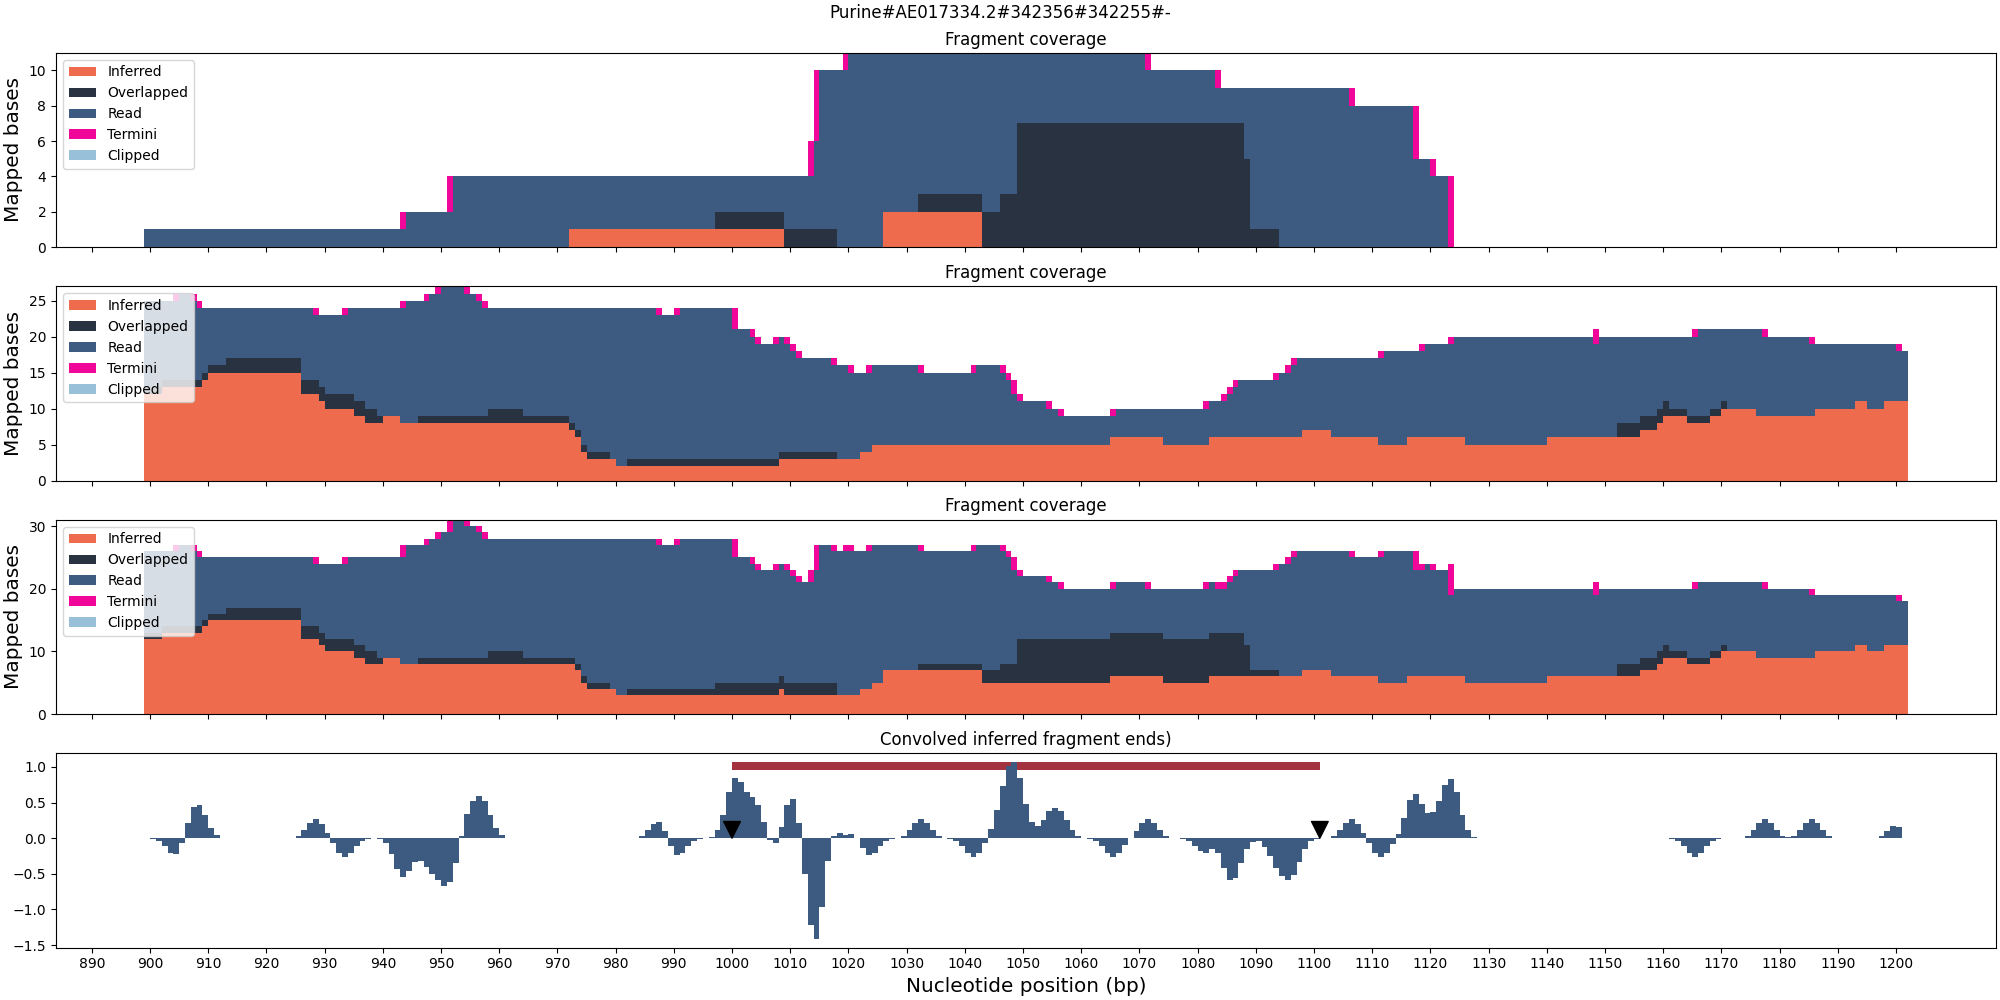 Purine#AE017334.2#342356#342255#-
Fragment coverage
Mapped bases
10
8
6
4
2
0
Inferred
Overlapped
Read
Termini
Clipped
Fragment coverage
Mapped bases
25
20
15
10
5
0
Inferred
Overlapped
Read
Termini
Clipped
Fragment coverage
Mapped bases
30
20
10
0
Inferred
Overlapped
Read
Termini
Clipped
Convolved inferred fragment ends)
1.0
0.5
0.0
−0.5
−1.0
−1.5
890 900 910 920 930 940 950 960 970 980 990 1000 1010 1020 1030 1040 1050 1060 1070 1080 1090 1100 1110 1120 1130 1140 1150 1160 1170 1180 1190 1200
Nucleotide position (bp)